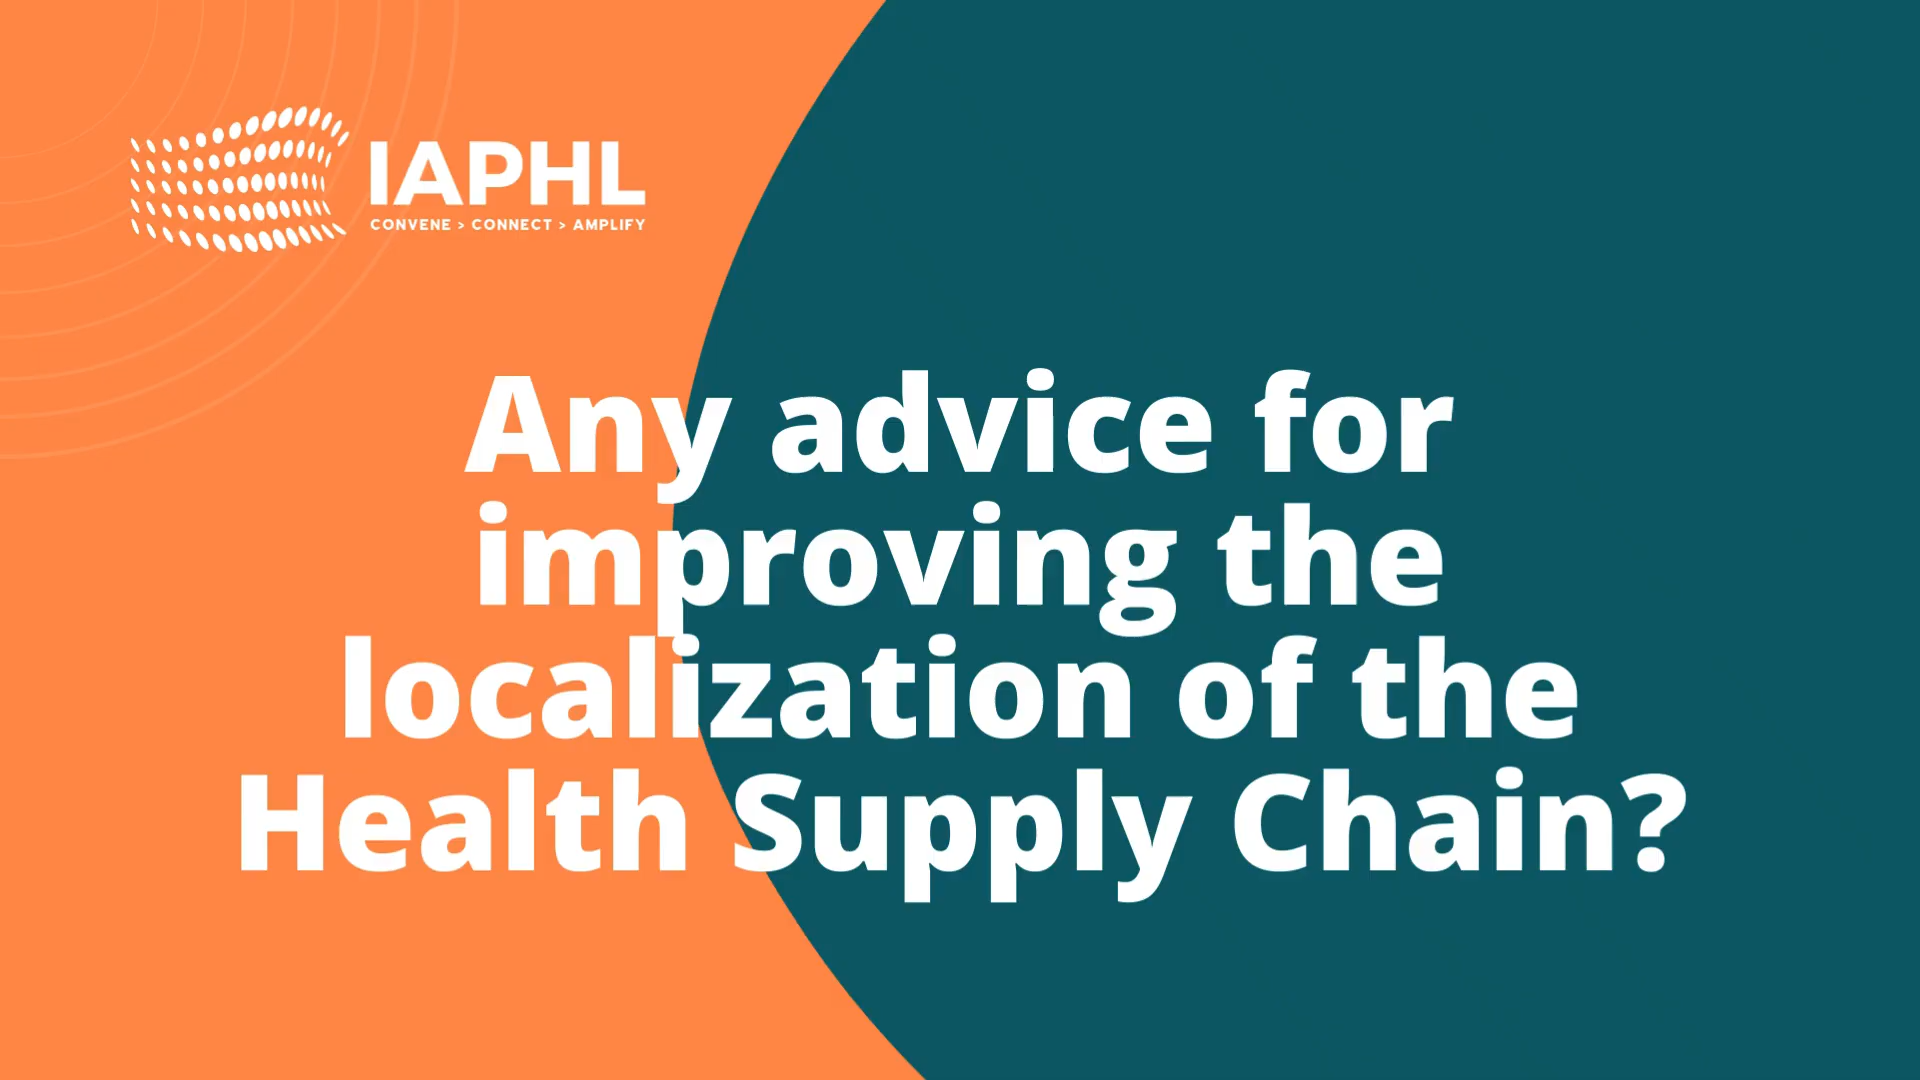 IAPHL
CONVENE > CONNECT > AMPLIFY
Any advice for
improving the
localization of the
Health Supply Chain?